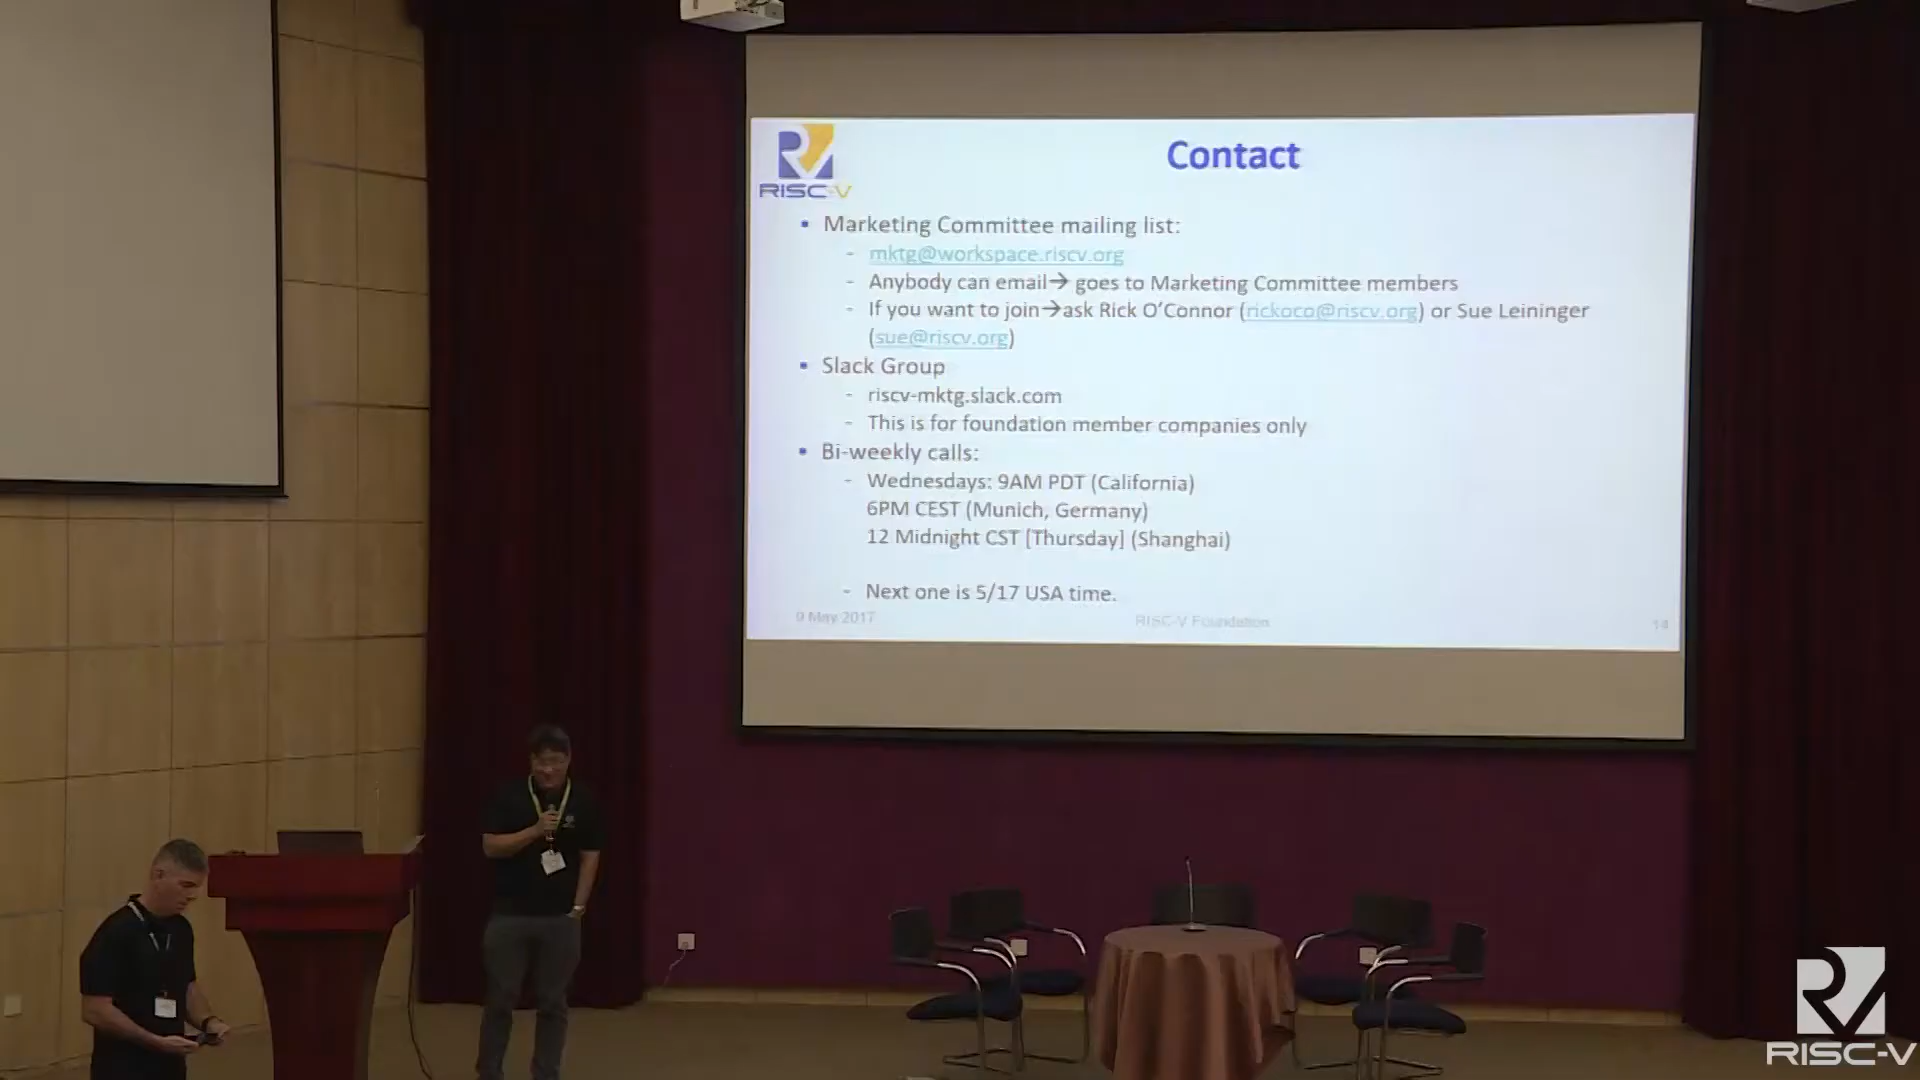 RISC-V
Contact
Marketing Committee mailing list:
- mktg@workspace.riscv.org
- Anybody can email→ goes to Marketing Committee members
- If you want to join→ask Rick O'Connor (rickoco@riscv.org) or Sue Leininger
(sue@riscv.org)
Slack Group
- riscv-mktg.slack.com
- This is for foundation member companies only
Bi-weekly calls:
- Wednesdays: 9AM PDT (California)
6PM CEST (Munich, Germany)
12 Midnight CST [Thursday] (Shanghai)
- Next one is 5/17 USA time.
9 May 2017
RISC-V Foundation
14
RISC-V